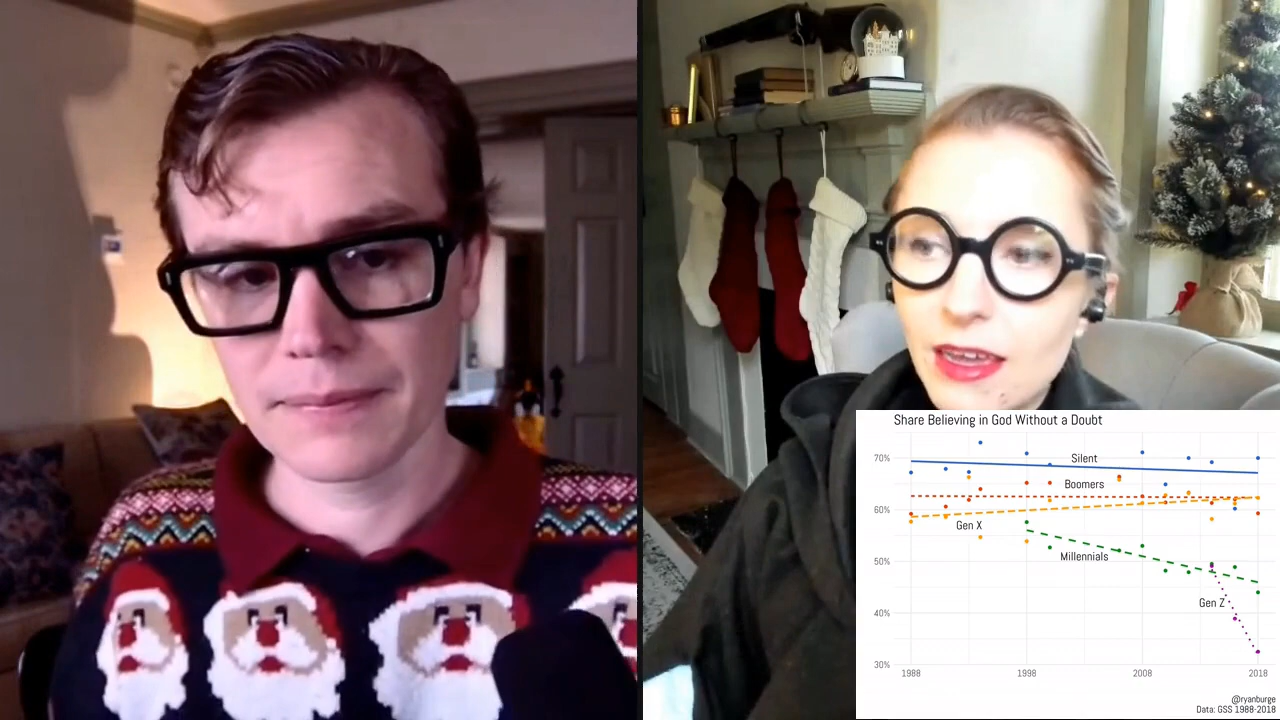 Share Believing in God Without a Doubt
70%
Silent
Boomers
60%
Gen X
Millennials
50%
Gen Z
40%
30%
1988
1998
2008
2018
@ryanburge
Data: GSS 1988-2018